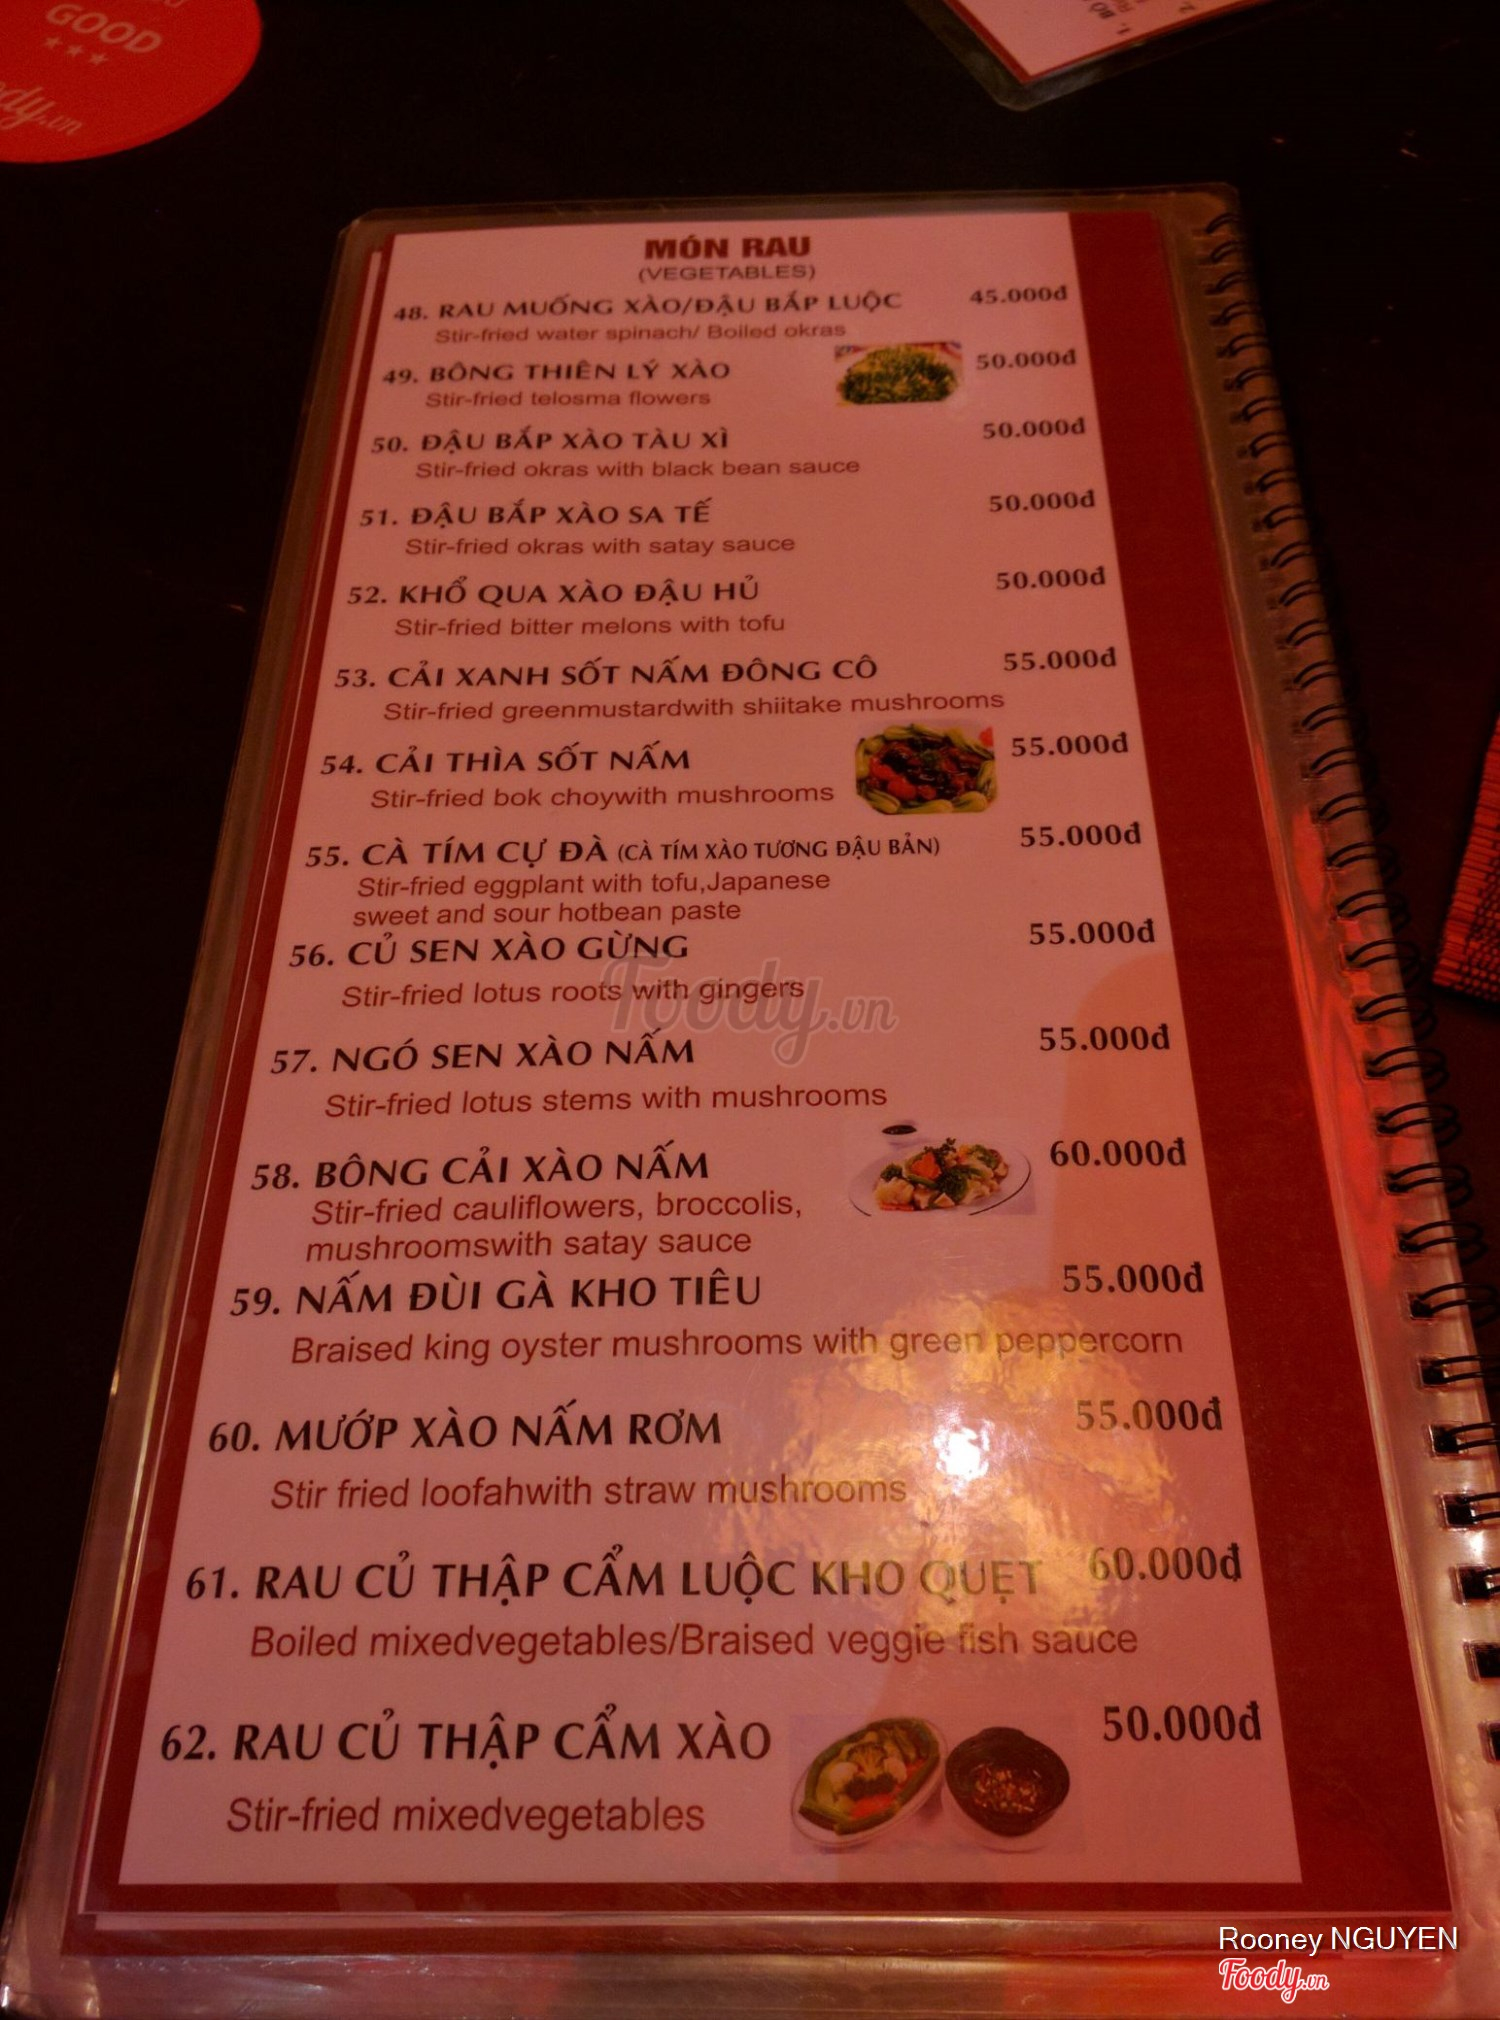 GOOD
MÓN RAU
(VEGETABLES)
48. RAU MUỐNG XÀO/ĐẬU BẮP LUỘC 45.000đ
Stir-fried water spinach/ Boiled okras
49. BÔNG THIÊN LÝ XÀO 50.000đ
Stir-fried telosma flowers
50. ĐẬU BẮP XÀO TÀU XÌ 50.000đ
Stir-fried okras with black bean sauce
51. ĐẬU BẮP XÀO SA TẾ 50.000đ
Stir-fried okras with satay sauce
52. KHỔ QUA XÀO ĐẬU HỦ 50.000đ
Stir-fried bitter melons with tofu
53. CẢI XANH SỐT NẤM ĐÔNG CÔ 55.000đ
Stir-fried greenmustardwith shiitake mushrooms
54. CẢI THÌA SỐT NẤM 55.000đ
Stir-fried bok choywith mushrooms
55. CÀ TÍM CỰ ĐÀ (CÀ TÍM XÀO TƯƠNG ĐẬU BẢN) 55.000đ
Stir-fried eggplant with tofu,Japanese
sweet and sour hotbean paste
56. CỦ SEN XÀO GỪNG 55.000đ
Stir-fried lotus roots with gingers
Foody.vn
57. NGÓ SEN XÀO NẤM 55.000đ
Stir-fried lotus stems with mushrooms
58. BÔNG CẢI XÀO NẤM 60.000đ
Stir-fried cauliflowers, broccolis,
mushroomswith satay sauce
59. NẤM ĐÙI GÀ KHO TIÊU 55.000đ
Braised king oyster mushrooms with green peppercorn
60. MƯỚP XÀO NẤM RƠM 55.000đ
Stir fried loofahwith straw mushrooms
61. RAU CỦ THẬP CẨM LUỘC KHO QUẸT 60.000đ
Boiled mixedvegetables/Braised veggie fish sauce
62. RAU CỦ THẬP CẨM XÀO 50.000đ
Stir-fried mixedvegetables
Rooney NGUYEN
Foody.vn